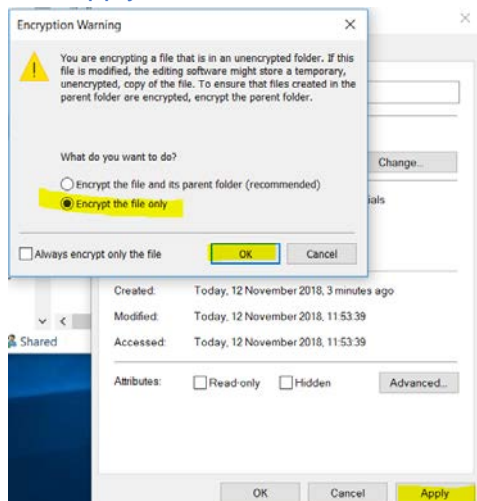 Encryption Warning
You are encrypting a file that is in an unencrypted folder. If this
file is modified, the editing software might store a temporary,
unencrypted, copy of the file. To ensure that files created in the
parent folder are encrypted, encrypt the parent folder.
What do you want to do?
Encrypt the file and its parent folder (recommended)
Encrypt the file only
Always encrypt only the file
OK Cancel
Change...
ials
Created: Today, 12 November 2018, 3 minutes ago
Modified: Today, 12 November 2018, 11:53:39
Shared
Accessed: Today, 12 November 2018, 11:53:39
Attributes: Read-only Hidden Advanced...
OK Cancel Apply